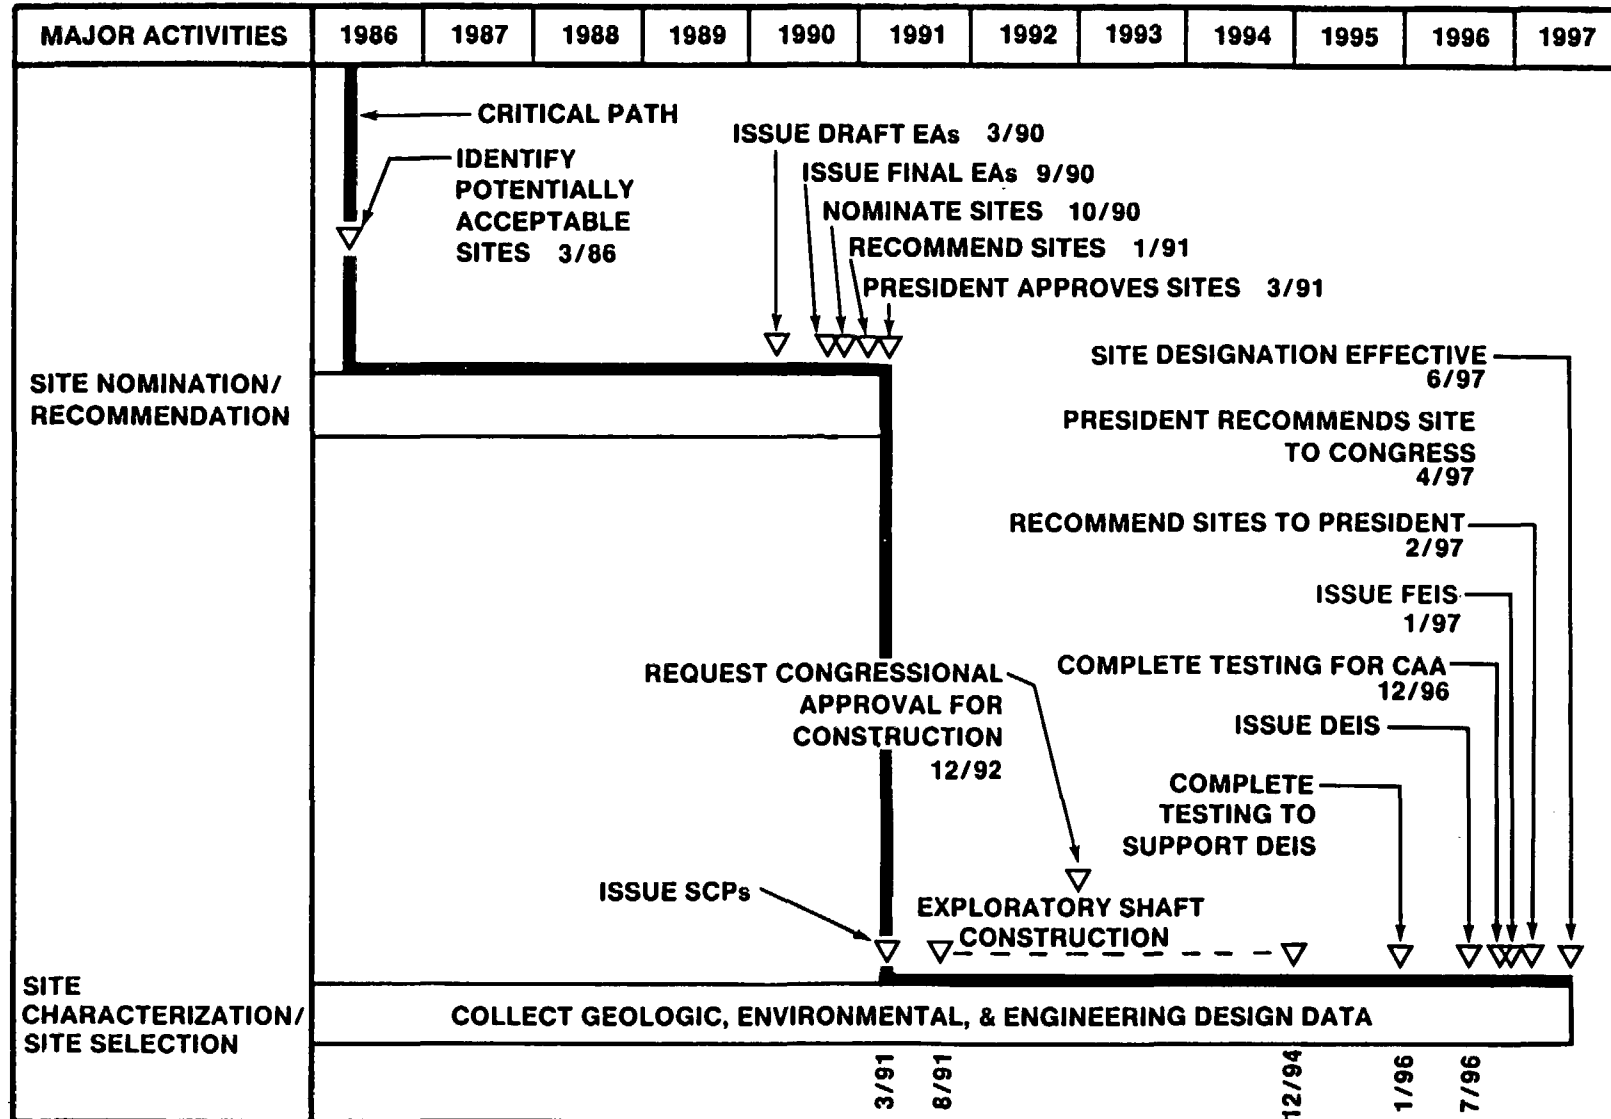 MAJOR ACTIVITIES 1986 1987 1988 1989 1990 1991 1992 1993 1994 1995 1996 1997
CRITICAL PATH
IDENTIFY
POTENTIALLY
ACCEPTABLE
SITES 3/86
ISSUE DRAFT EAs 3/90
ISSUE FINAL EAs 9/90
NOMINATE SITES 10/90
RECOMMEND SITES 1/91
PRESIDENT APPROVES SITES 3/91
SITE NOMINATION/
RECOMMENDATION
SITE DESIGNATION EFFECTIVE
6/97
PRESIDENT RECOMMENDS SITE
TO CONGRESS
4/97
RECOMMEND SITES TO PRESIDENT
2/97
ISSUE FEIS
1/97
REQUEST CONGRESSIONAL
APPROVAL FOR
CONSTRUCTION
12/92
COMPLETE TESTING FOR CAA
12/96
ISSUE DEIS
COMPLETE
TESTING TO
SUPPORT DEIS
ISSUE SCPs
EXPLORATORY SHAFT
CONSTRUCTION
SITE
CHARACTERIZATION/
SITE SELECTION
COLLECT GEOLOGIC, ENVIRONMENTAL, & ENGINEERING DESIGN DATA
3/91
8/91
12/94
1/96
7/96